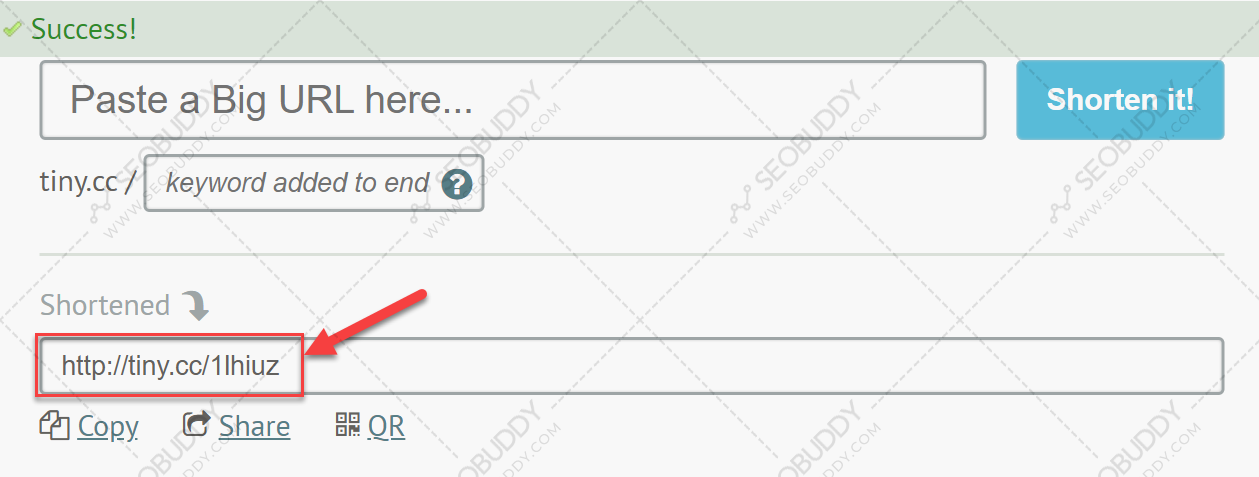 Success!
Paste a Big URL here...
Shorten it!
tiny.cc / keyword added to end ?
Shortened
http://tiny.cc/1lhiuz
Copy Share QR
SEOBUDDY
WWW.SEOBUDDY.COM